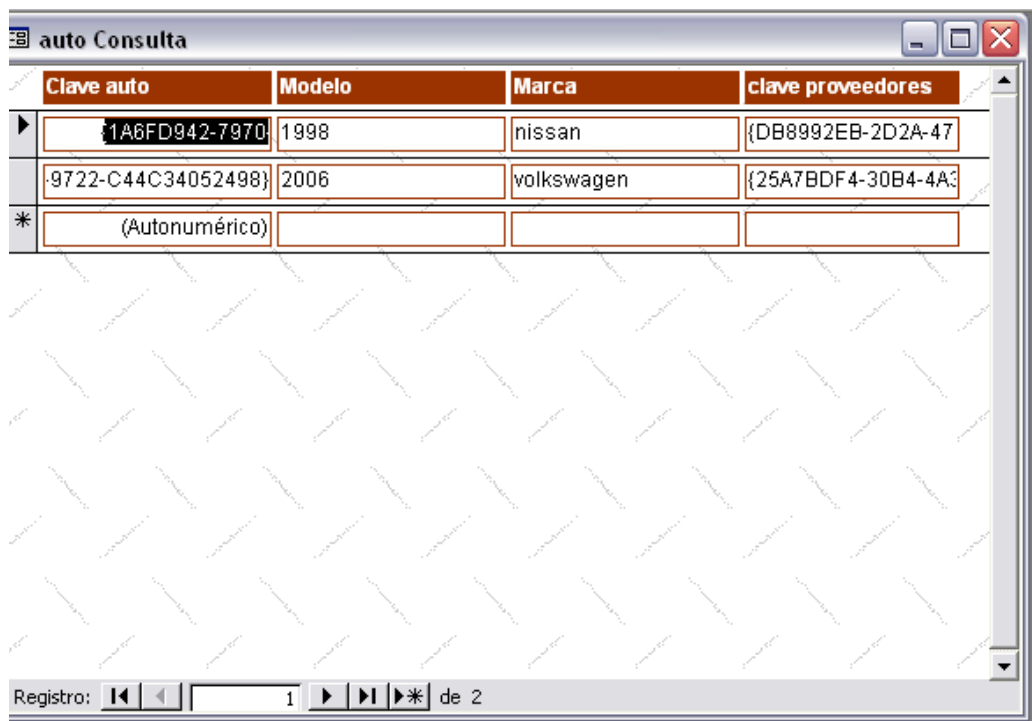 auto Consulta
Clave auto Modelo Marca clave proveedores
{1A6FD942-7970- 1998 nissan {DB8992EB-2D2A-47
-9722-C44C34052498} 2006 volkswagen {25A7BDF4-30B4-4A3
(Autonumérico)
Registro: 1 de 2